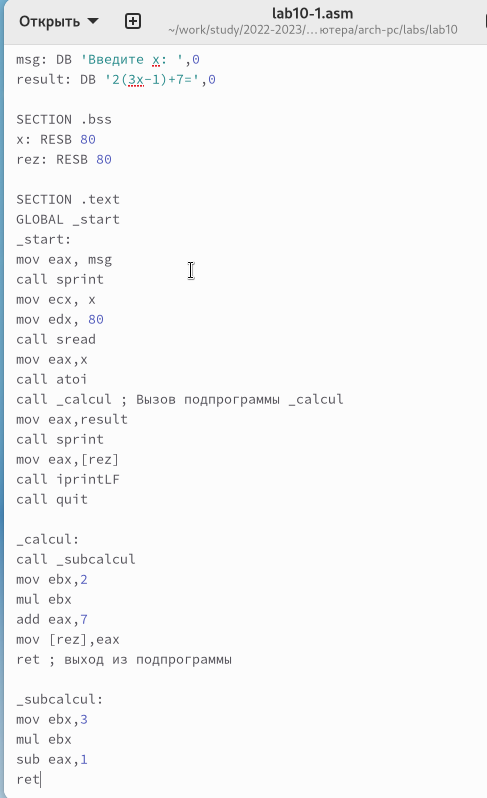 Открыть
lab10-1.asm
~/work/study/2022-2023/…ютера/arch-pc/labs/lab10
msg: DB 'Введите x: ',0
result: DB '2(3x-1)+7=',0
SECTION .bss
x: RESB 80
rez: RESB 80
SECTION .text
GLOBAL _start
_start:
mov eax, msg
call sprint
mov ecx, x
mov edx, 80
call sread
mov eax,x
call atoi
call _calcul ; Вызов подпрограммы _calcul
mov eax,result
call sprint
mov eax,[rez]
call iprintLF
call quit
_calcul:
call _subcalcul
mov ebx,2
mul ebx
add eax,7
mov [rez],eax
ret ; выход из подпрограммы
_subcalcul:
mov ebx,3
mul ebx
sub eax,1
ret